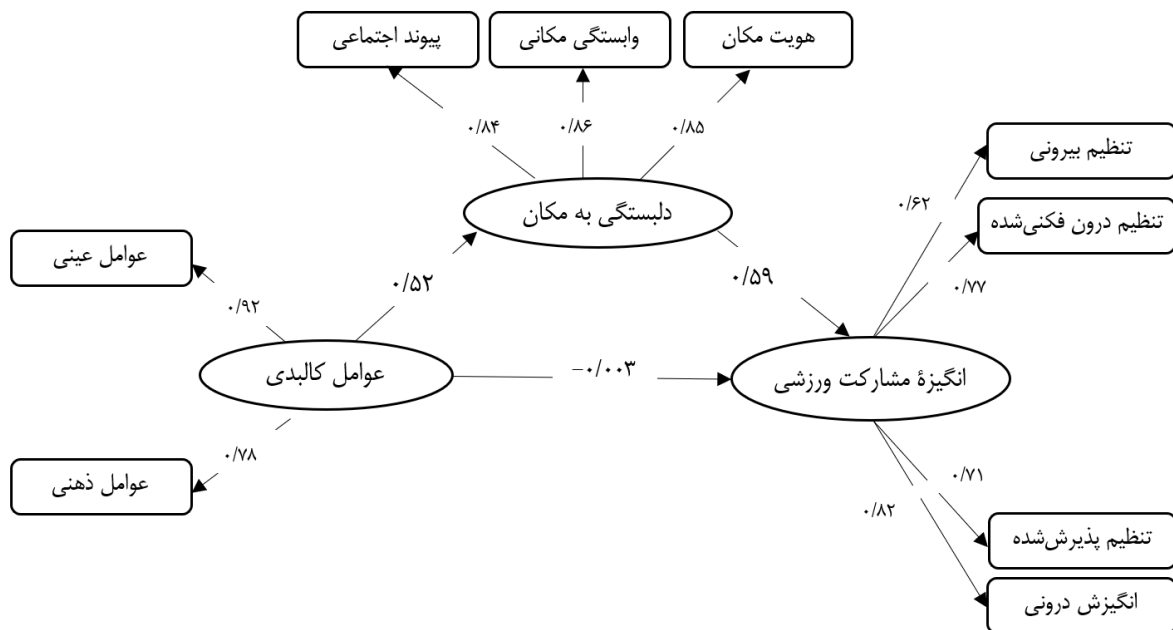 هویت مکان
وابستگی مکانی
پیوند اجتماعی
۰/۸۵
۰/۸۶
۰/۸۴
تنظیم بیرونی
۰/۶۲
دلبستگی به مکان
تنظیم درون فکنی‌شده
۰/۷۷
عوامل عینی
۰/۹۲
۰/۵۲
۰/۵۹
عوامل کالبدی
−۰/۰۰۳
انگیزهٔ مشارکت ورزشی
۰/۷۸
عوامل ذهنی
۰/۷۱
۰/۸۲
تنظیم پذیرش‌شده
انگیزش درونی